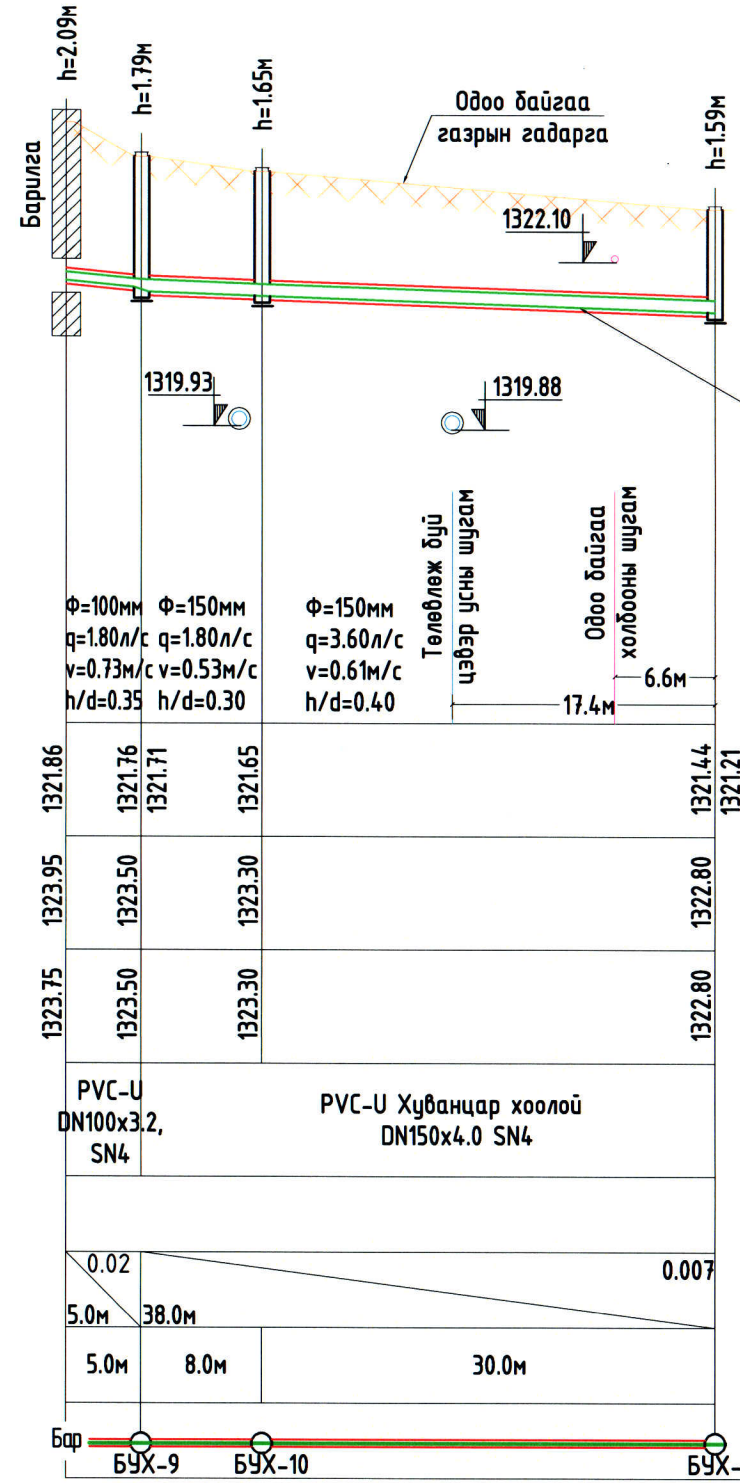 h=2.09м
h=1.79м
h=1.65м
h=1.59м
Одоо байгаа
газрын гадарга
Барилга
1322.10
1319.93
1319.88
Төлөвлөж буй
цэвэр усны шугам
Одоо байгаа
холбооны шугам
Ф=100мм
q=1.80л/с
v=0.73м/с
h/d=0.35
Ф=150мм
q=1.80л/с
v=0.53м/с
h/d=0.30
Ф=150мм
q=3.60л/с
v=0.61м/с
h/d=0.40
6.6м
17.4м
1321.86
1321.76
1321.71
1321.65
1321.44
1321.21
1323.95
1323.50
1323.30
1322.80
1323.75
1323.50
1323.30
1322.80
PVC-U
DN100x3.2,
SN4
PVC-U Хуванцар хоолой
DN150x4.0 SN4
0.02
0.007
5.0м
38.0м
5.0м
8.0м
30.0м
Бар
БУХ-9
БУХ-10
БУХ-